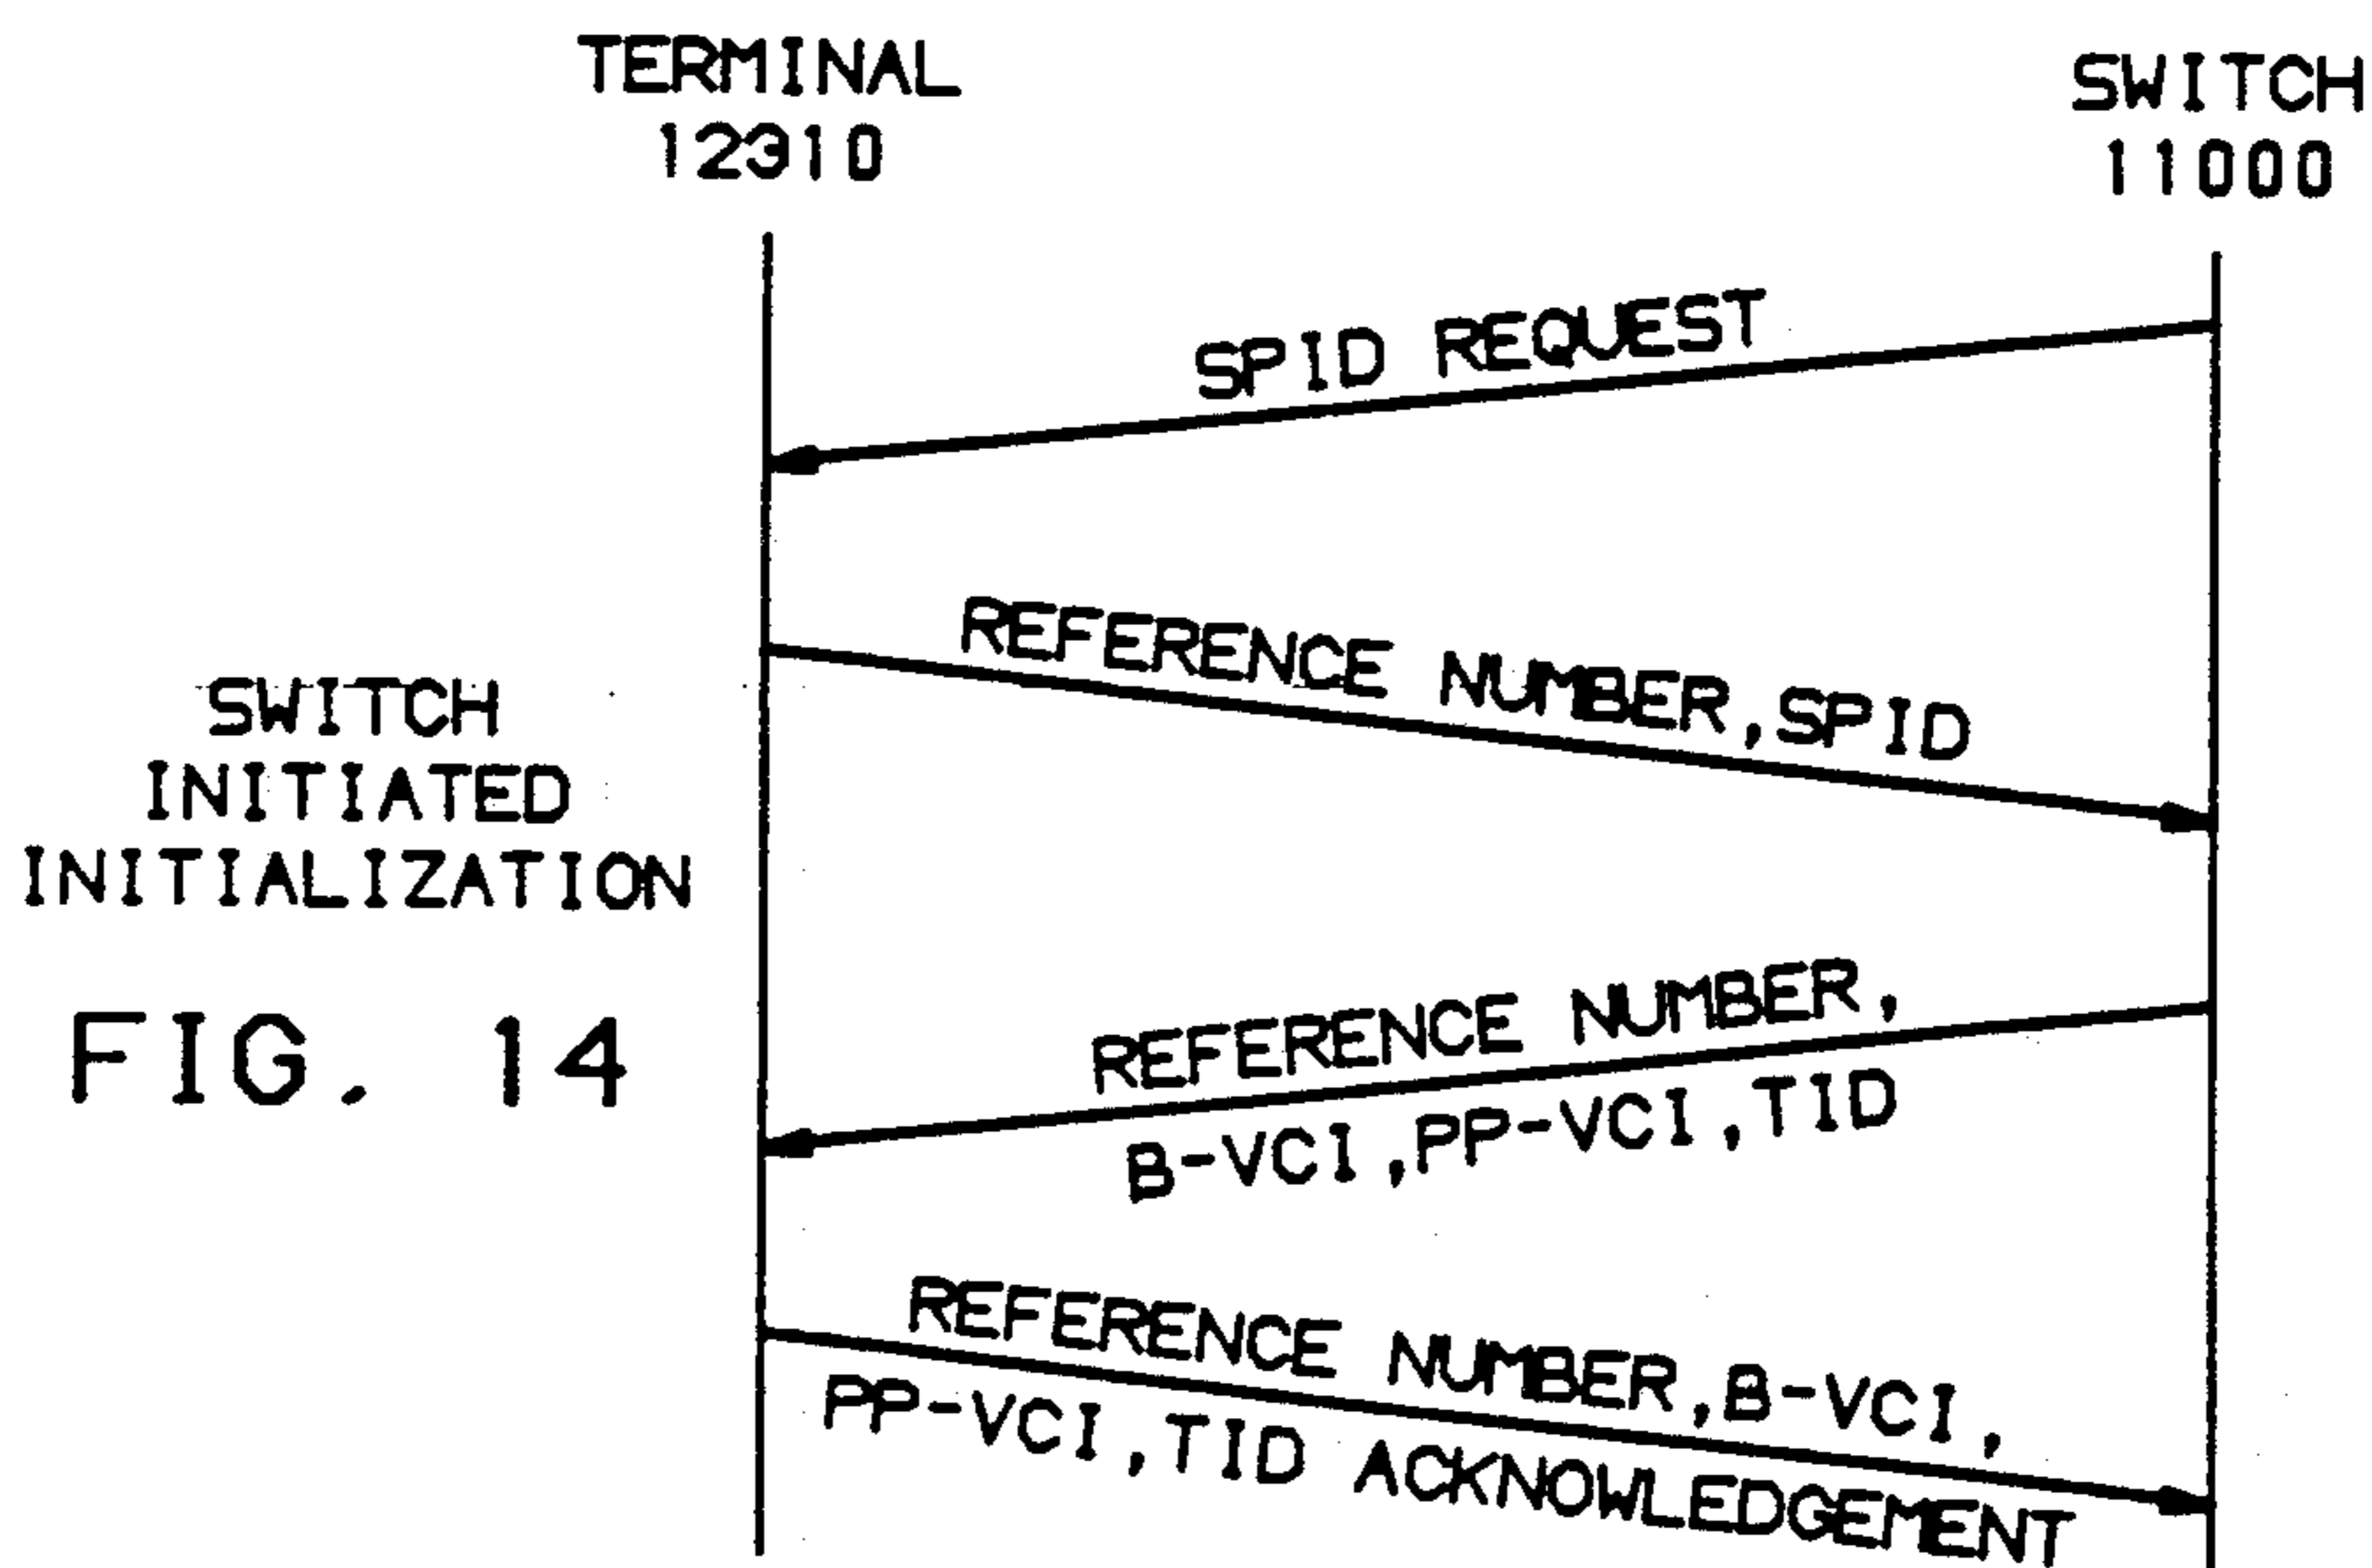 TERMINAL
12310
SWITCH
11000
SPID REQUEST
REFERENCE NUMBER,SPID
SWITCH
INITIATED
INITIALIZATION
FIG. 14
REFERENCE NUMBER,
B-VCI,PP-VCI,TID
REFERENCE NUMBER,B-VCI,
PP-VCI,TID ACKNOWLEDGEMENT